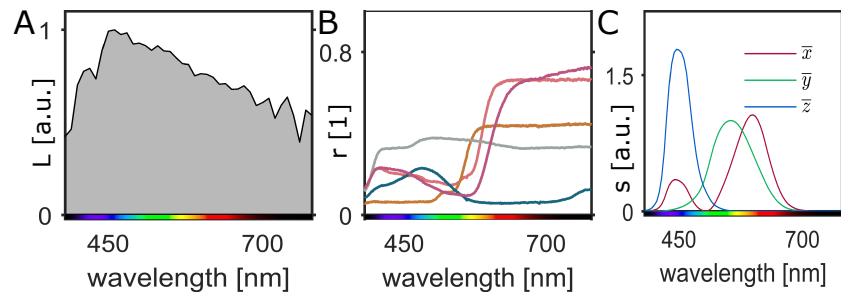 A
B
C
1
0
L [a.u.]
450
700
wavelength [nm]
0.8
0
r [1]
450
700
wavelength [nm]
1.5
0
s [a.u.]
x̅
y̅
z̅
450
700
wavelength [nm]